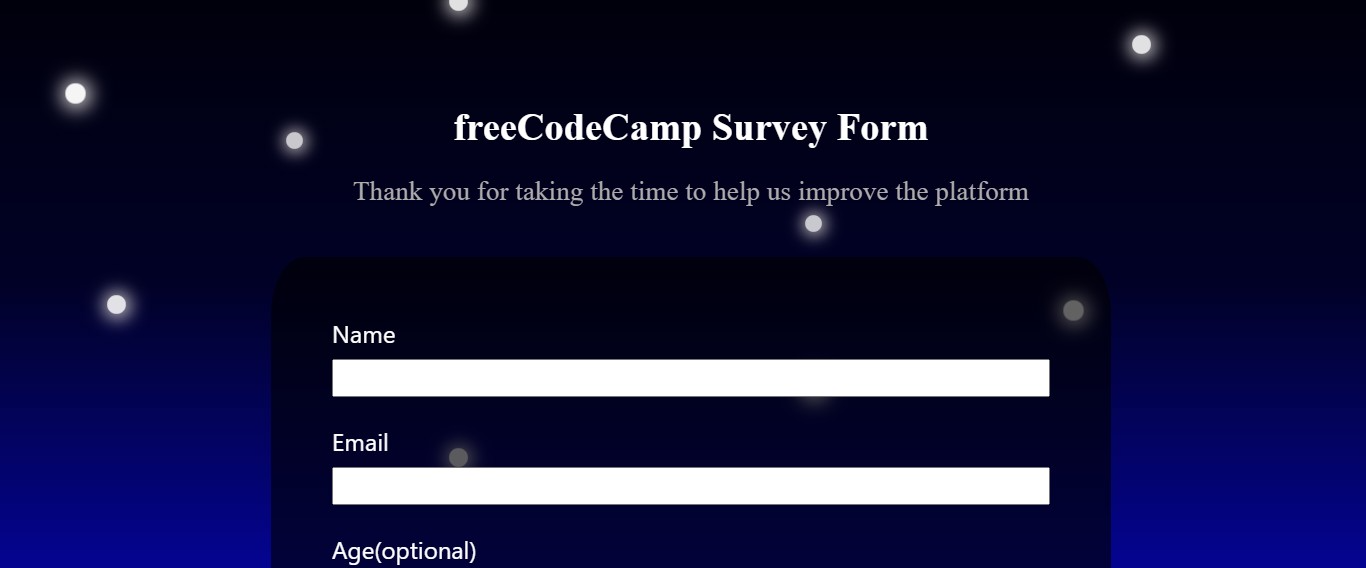 freeCodeCamp Survey Form
Thank you for taking the time to help us improve the platform
Name
Email
Age(optional)